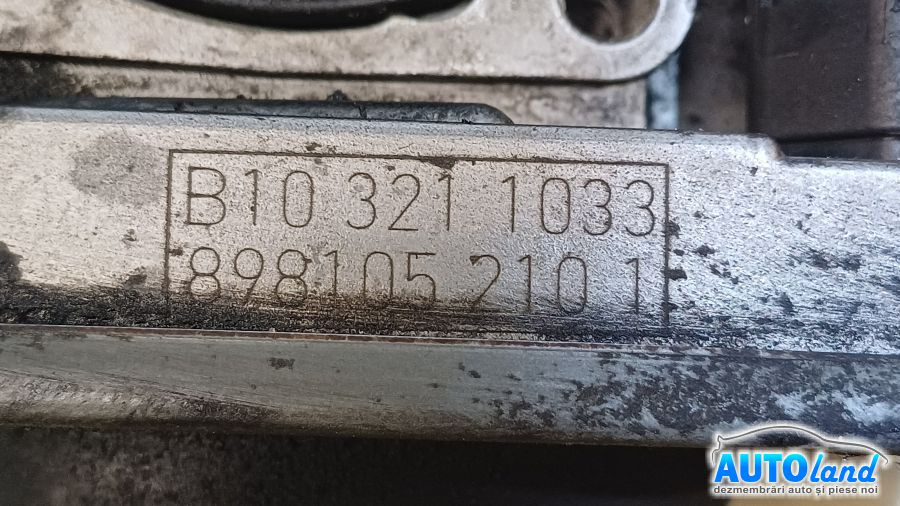 B10 321 1033
898105 210 1
AUTOland
dezmembrări auto și piese noi